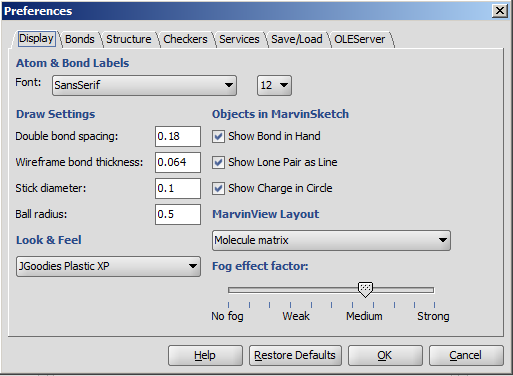 Preferences
Display Bonds Structure Checkers Services Save/Load OLEServer
Atom & Bond Labels
Font: SansSerif 12
Draw Settings
Double bond spacing: 0.18
Wireframe bond thickness: 0.064
Stick diameter: 0.1
Ball radius: 0.5
Look & Feel
JGoodies Plastic XP
Objects in MarvinSketch
Show Bond in Hand
Show Lone Pair as Line
Show Charge in Circle
MarvinView Layout
Molecule matrix
Fog effect factor:
No fog Weak Medium Strong
Help Restore Defaults OK Cancel